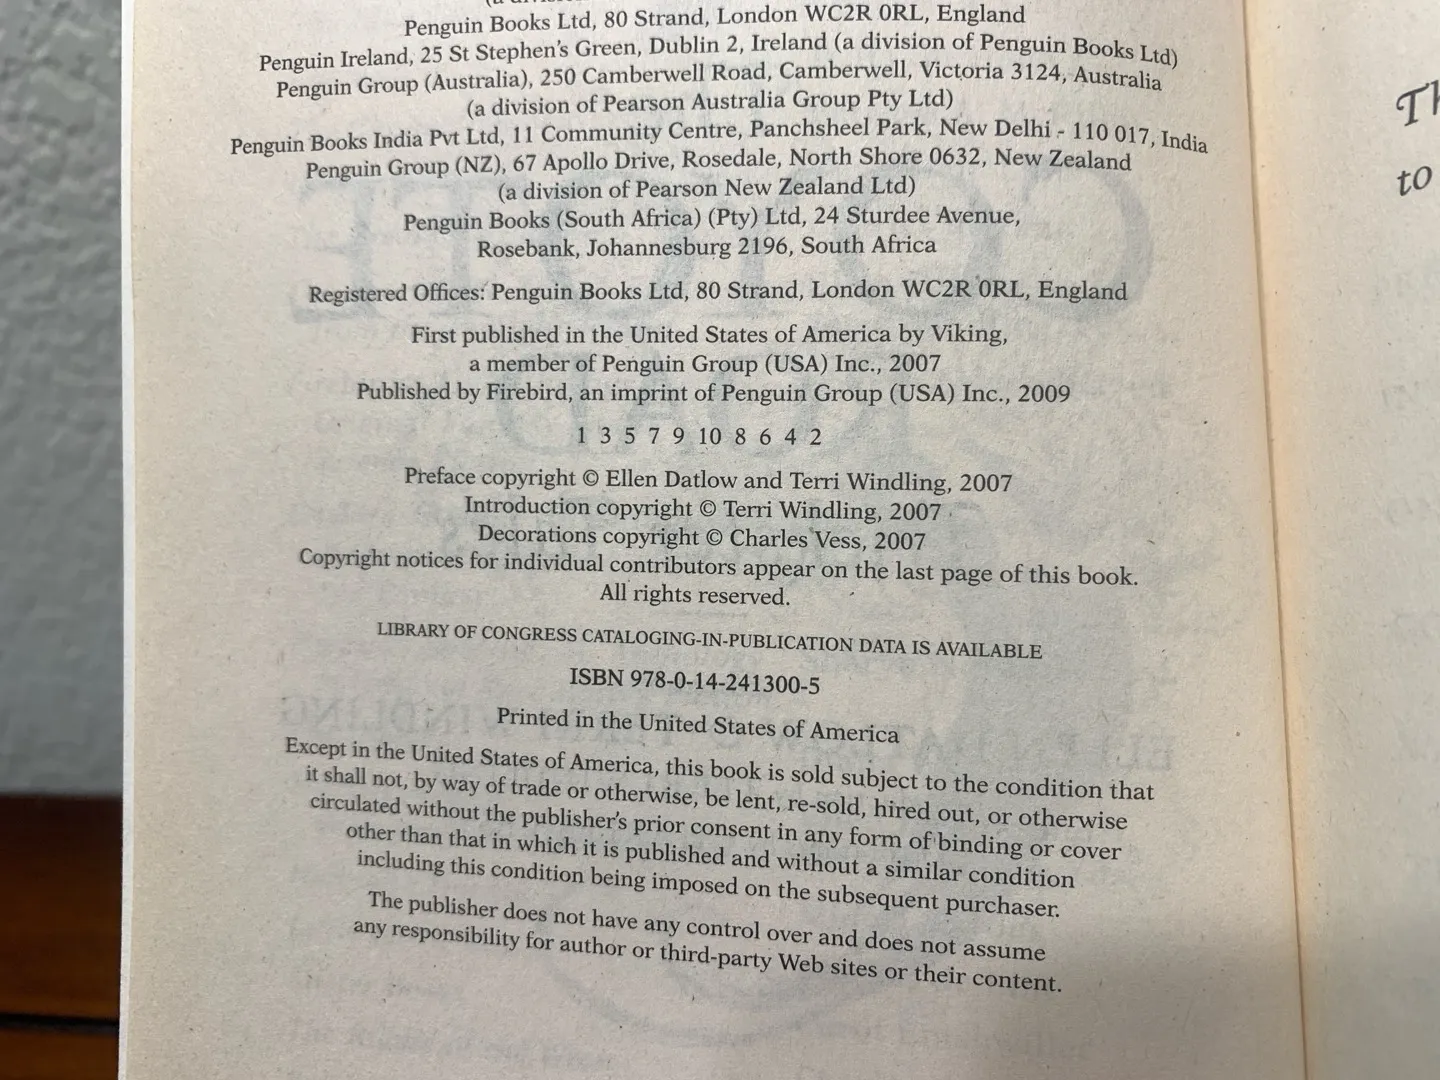 Penguin Books Ltd, 80 Strand, London WC2R 0RL, England
Penguin Ireland, 25 St Stephen's Green, Dublin 2, Ireland (a division of Penguin Books Ltd)
Penguin Group (Australia), 250 Camberwell Road, Camberwell, Victoria 3124, Australia
(a division of Pearson Australia Group Pty Ltd)
Penguin Books India Pvt Ltd, 11 Community Centre, Panchsheel Park, New Delhi - 110 017, India
Penguin Group (NZ), 67 Apollo Drive, Rosedale, North Shore 0632, New Zealand
(a division of Pearson New Zealand Ltd)
Penguin Books (South Africa) (Pty) Ltd, 24 Sturdee Avenue,
Rosebank, Johannesburg 2196, South Africa
Registered Offices: Penguin Books Ltd, 80 Strand, London WC2R 0RL, England
First published in the United States of America by Viking,
a member of Penguin Group (USA) Inc., 2007
Published by Firebird, an imprint of Penguin Group (USA) Inc., 2009
1 3 5 7 9 10 8 6 4 2
Preface copyright © Ellen Datlow and Terri Windling, 2007
Introduction copyright © Terri Windling, 2007
Decorations copyright © Charles Vess, 2007
Copyright notices for individual contributors appear on the last page of this book.
All rights reserved.
LIBRARY OF CONGRESS CATALOGING-IN-PUBLICATION DATA IS AVAILABLE
ISBN 978-0-14-241300-5
Printed in the United States of America
Except in the United States of America, this book is sold subject to the condition that
it shall not, by way of trade or otherwise, be lent, re-sold, hired out, or otherwise
circulated without the publisher's prior consent in any form of binding or cover
other than that in which it is published and without a similar condition
including this condition being imposed on the subsequent purchaser.
The publisher does not have any control over and does not assume
any responsibility for author or third-party Web sites or their content.
to